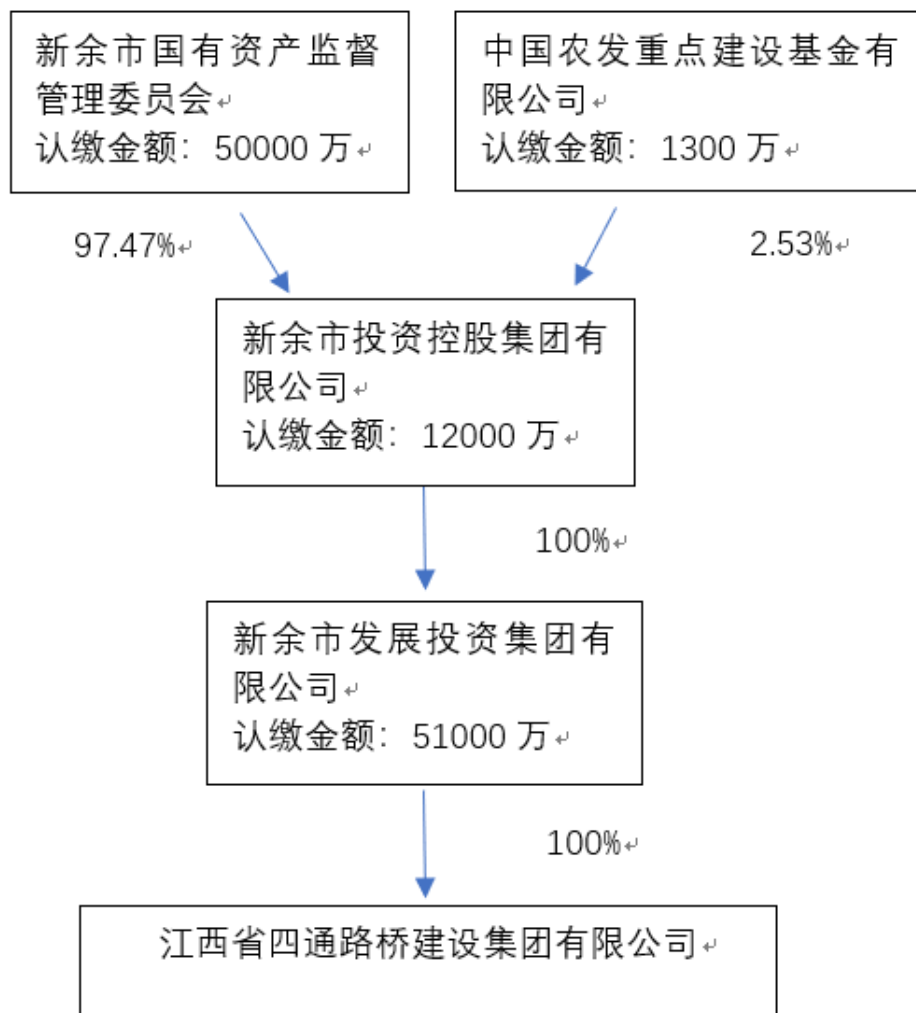 新余市国有资产监督
管理委员会
认缴金额：50000 万
中国农发重点建设基金有
限公司
认缴金额：1300 万
97.47%
2.53%
新余市投资控股集团有
限公司
认缴金额：12000 万
100%
新余市发展投资集团有
限公司
认缴金额：51000 万
100%
江西省四通路桥建设集团有限公司